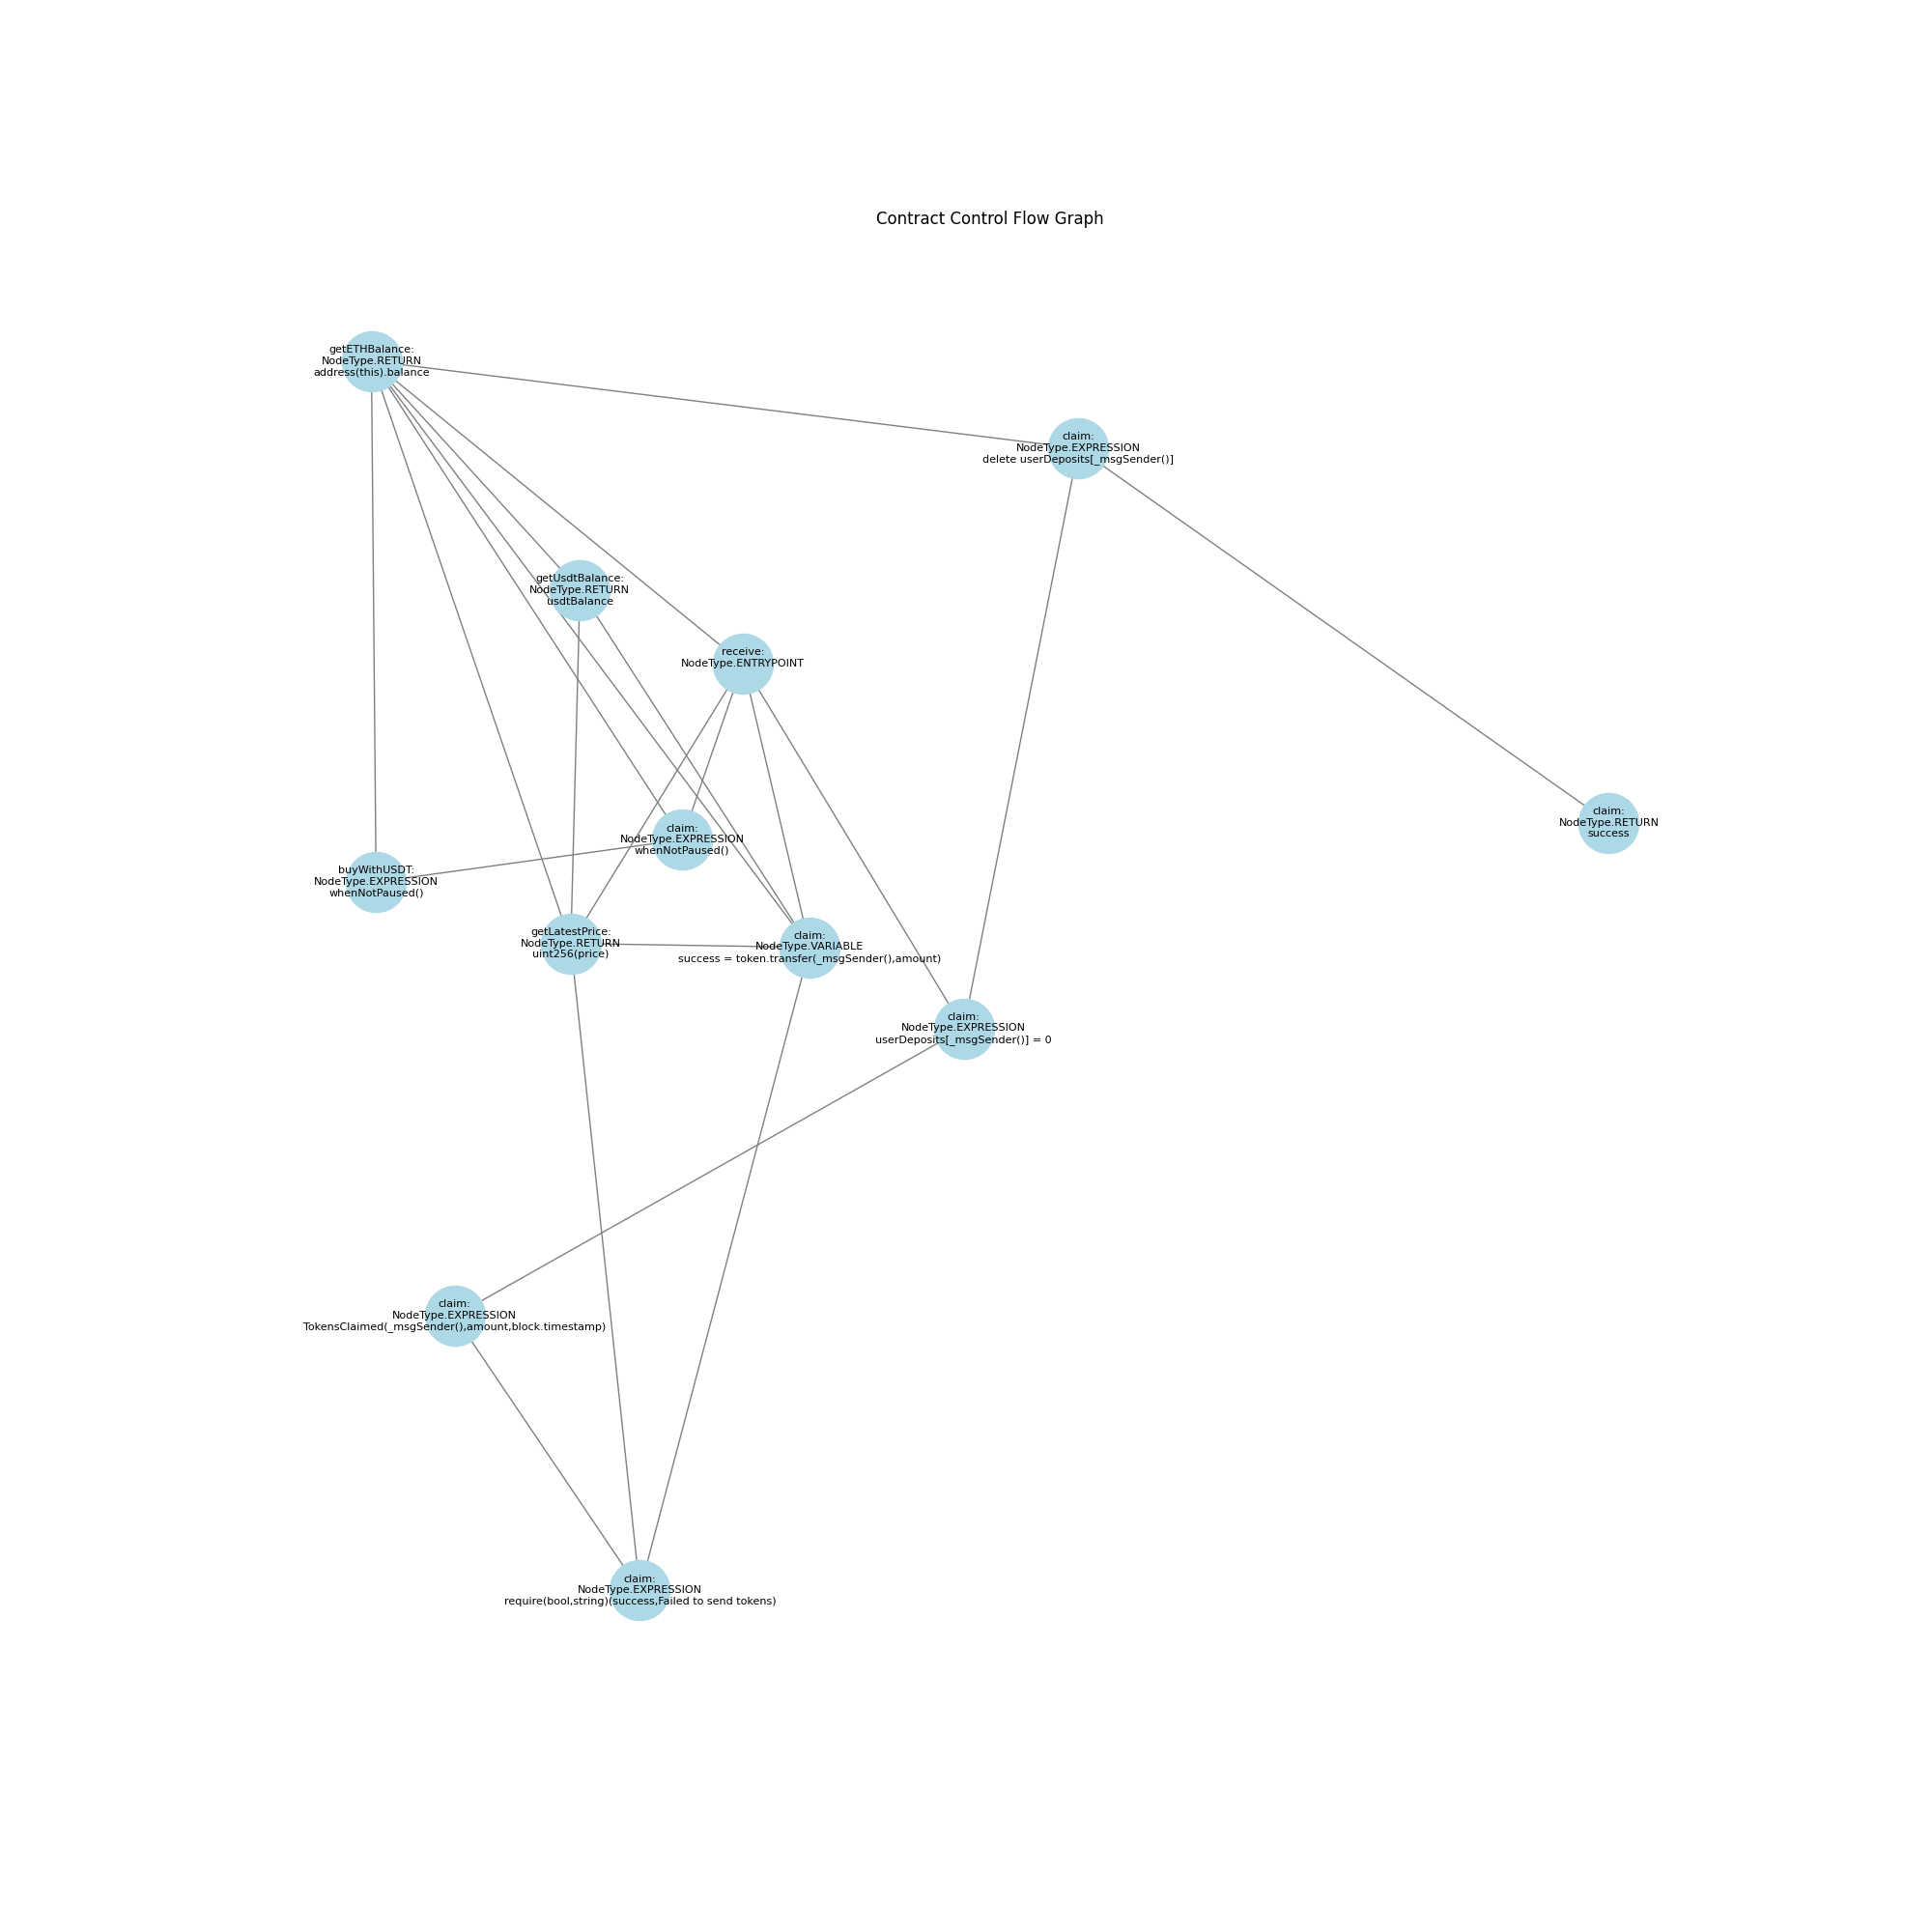 Contract Control Flow Graph
getETHBalance:
NodeType.RETURN
address(this).balance
claim:
NodeType.EXPRESSION
delete userDeposits[_msgSender()]
getUsdtBalance:
NodeType.RETURN
usdtBalance
receive:
NodeType.ENTRYPOINT
claim:
NodeType.RETURN
success
claim:
NodeType.EXPRESSION
whenNotPaused()
buyWithUSDT:
NodeType.EXPRESSION
whenNotPaused()
getLatestPrice:
NodeType.RETURN
uint256(price)
claim:
NodeType.VARIABLE
success = token.transfer(_msgSender(),amount)
claim:
NodeType.EXPRESSION
userDeposits[_msgSender()] = 0
claim:
NodeType.EXPRESSION
TokensClaimed(_msgSender(),amount,block.timestamp)
claim:
NodeType.EXPRESSION
require(bool,string)(success,Failed to send tokens)